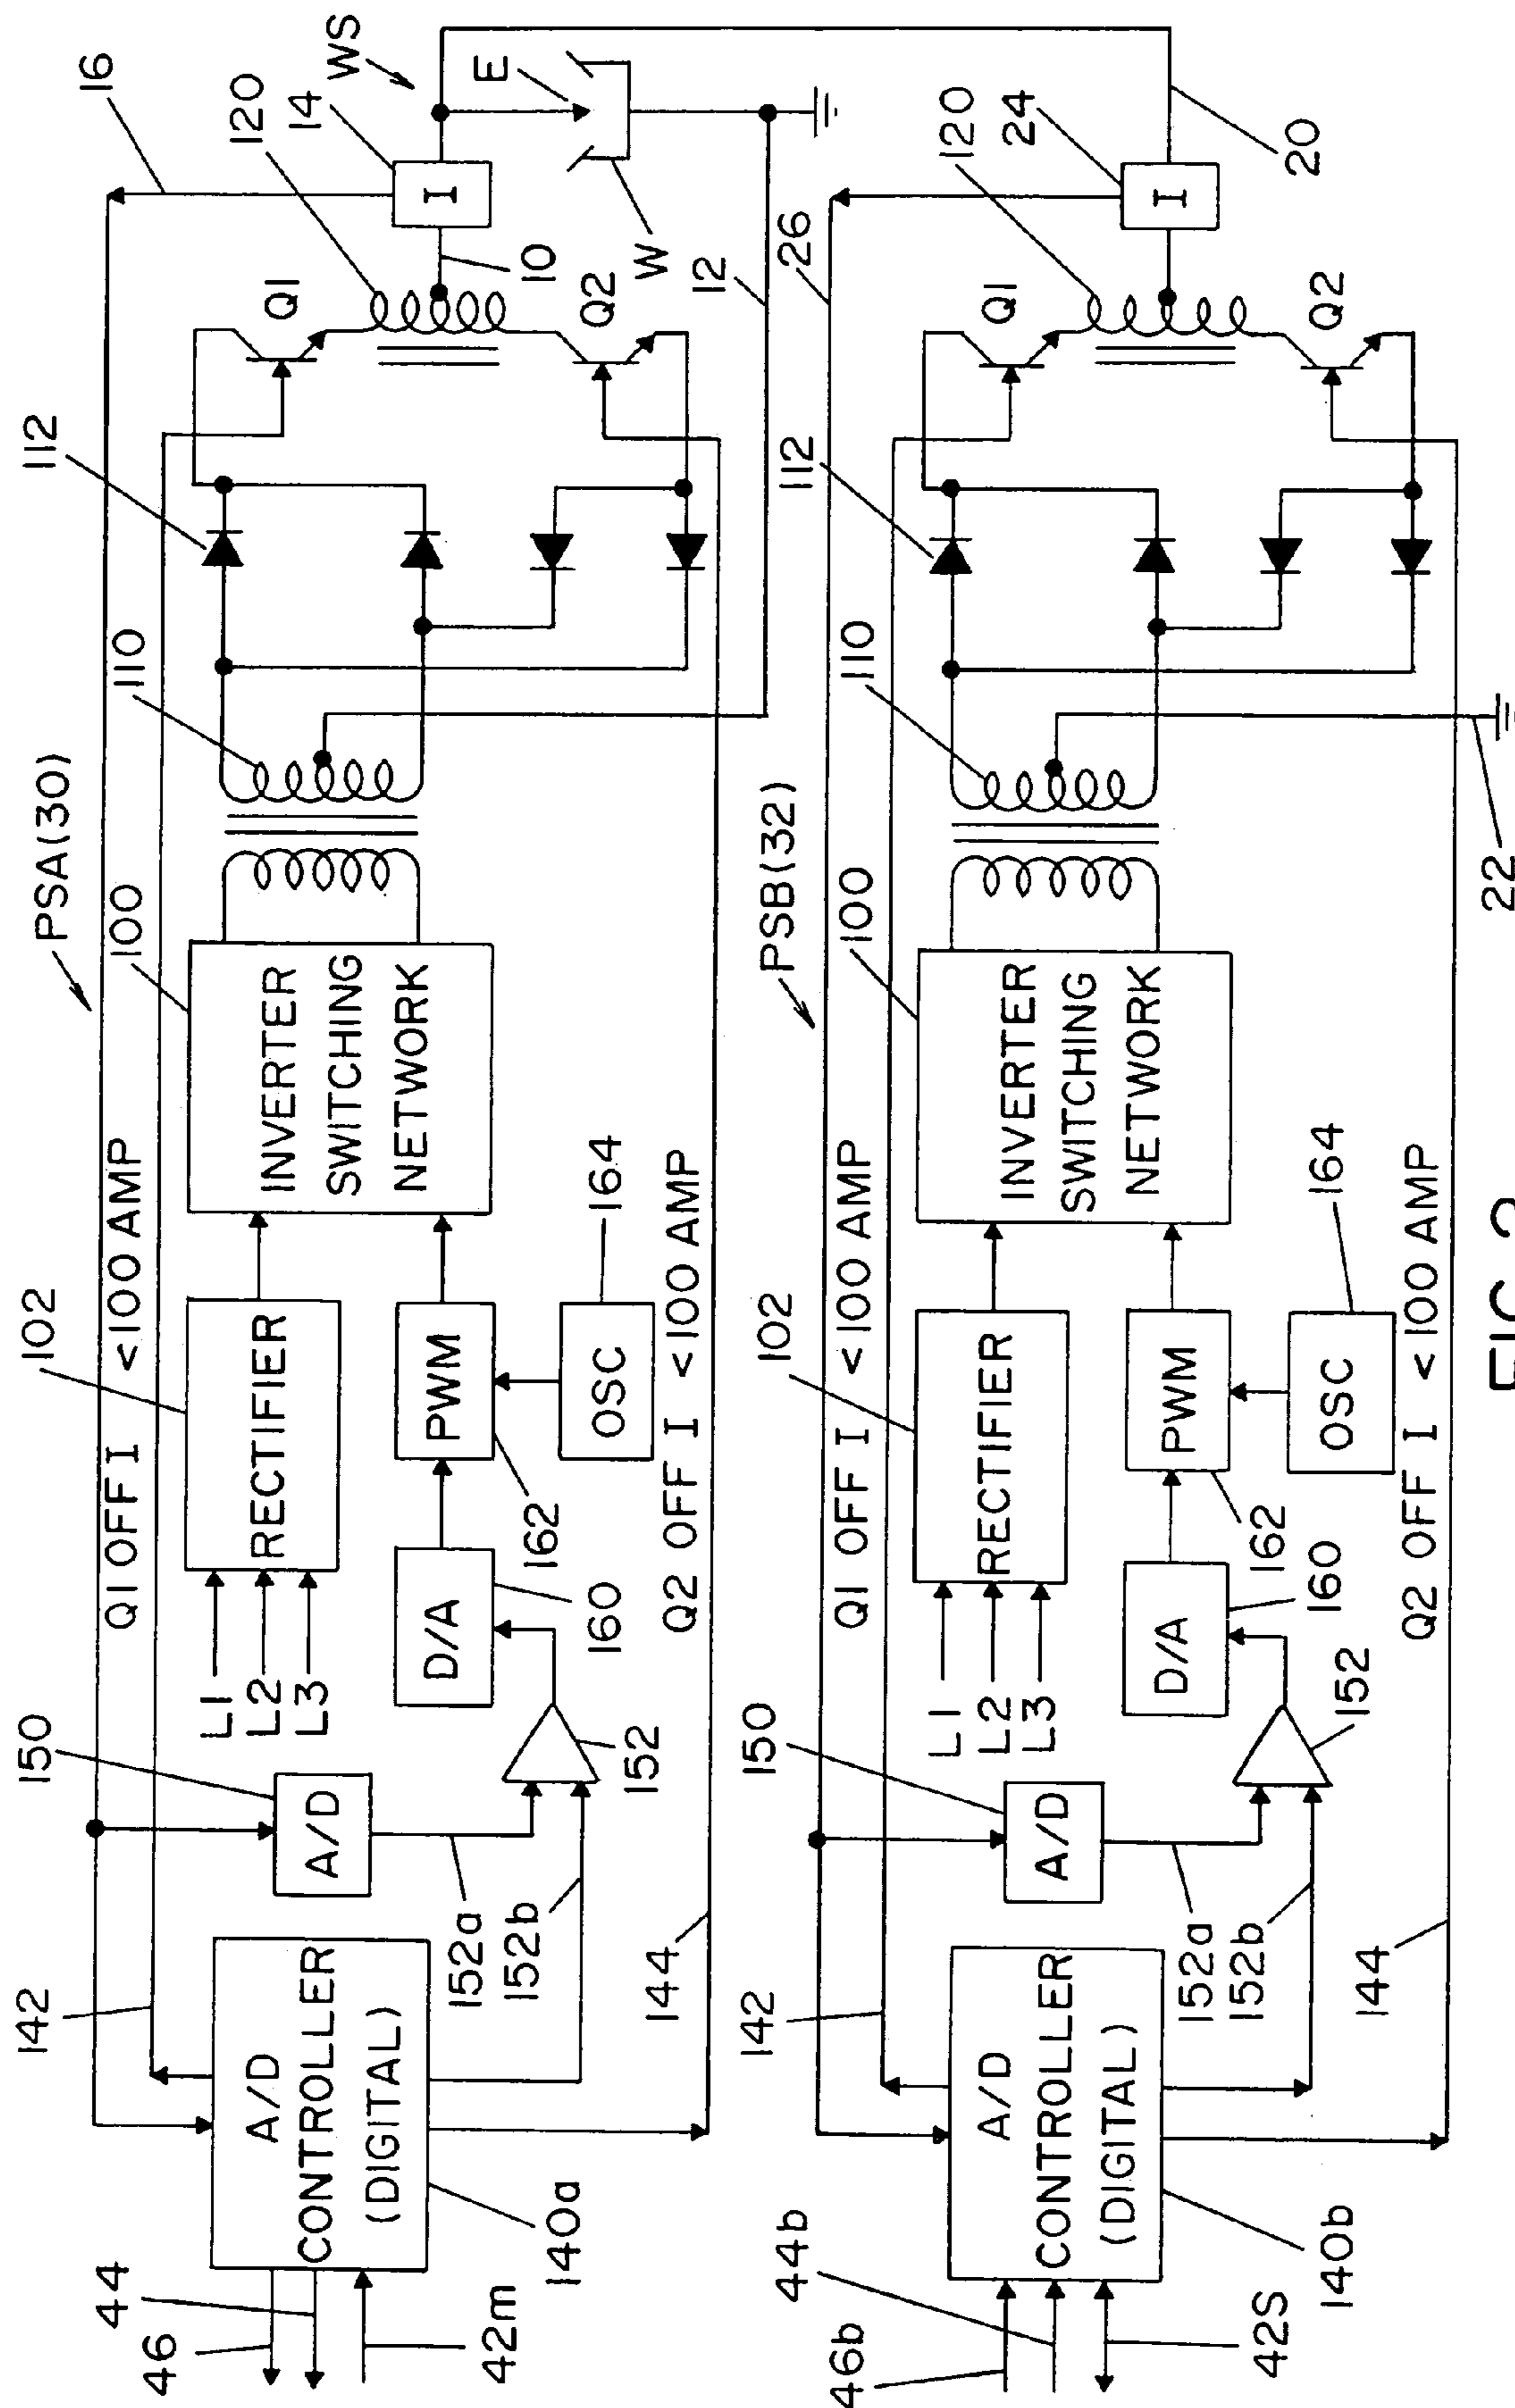 PSA(30)
16
WS
142
150
102
Q1 OFF I <100 AMP
100
110
112
120
14
Q1
E
I
10
W
Q2
12
46
44
42m
A/D
CONTROLLER
(DIGITAL)
140a
A/D
152a
152b
152
144
L1
L2
L3
RECTIFIER
D/A
160
PWM
162
OSC
164
Q2 OFF I <100 AMP
INVERTER
SWITCHING
NETWORK
PSB(32)
26
142
150
102
Q1 OFF I <100 AMP
100
110
112
120
24
Q1
I
20
Q2
22
46b
44b
42S
A/D
CONTROLLER
(DIGITAL)
140b
A/D
152a
152b
152
144
L1
L2
L3
RECTIFIER
D/A
160
PWM
162
OSC
164
Q2 OFF I <100 AMP
INVERTER
SWITCHING
NETWORK